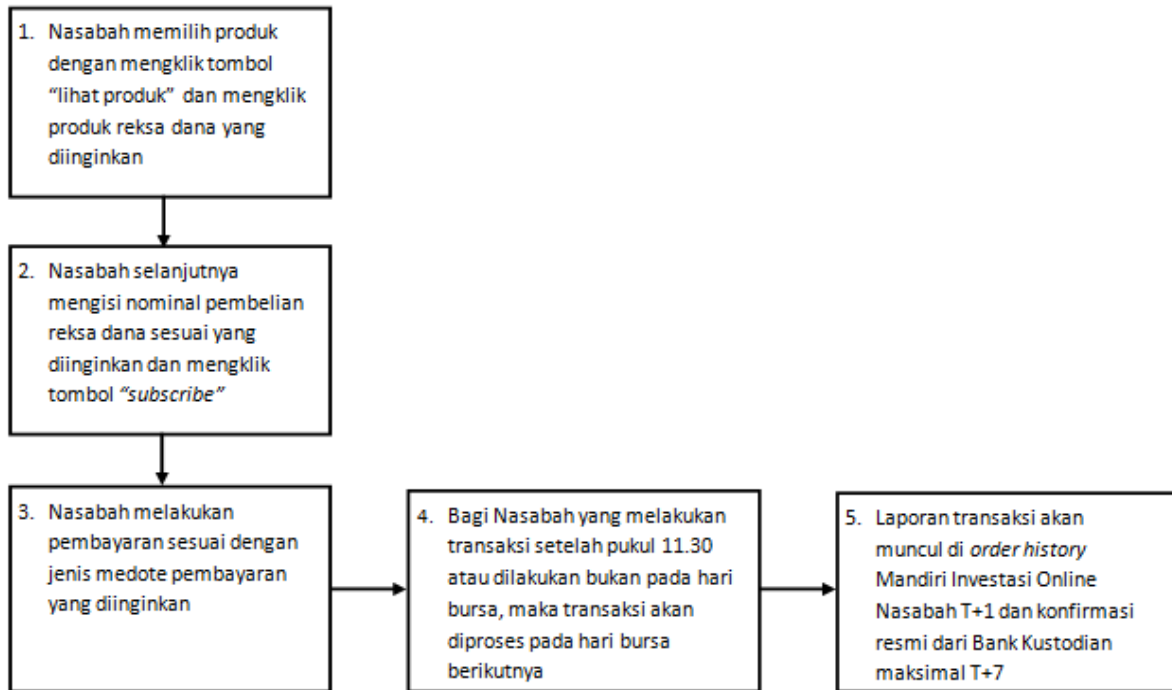 1. Nasabah memilih produk
dengan mengklik tombol
“lihat produk” dan mengklik
produk reksa dana yang
diinginkan
2. Nasabah selanjutnya
mengisi nominal pembelian
reksa dana sesuai yang
diinginkan dan mengklik
tombol “subscribe”
3. Nasabah melakukan
pembayaran sesuai dengan
jenis medote pembayaran
yang diinginkan
4. Bagi Nasabah yang melakukan
transaksi setelah pukul 11.30
atau dilakukan bukan pada hari
bursa, maka transaksi akan
diproses pada hari bursa
berikutnya
5. Laporan transaksi akan
muncul di order history
Mandiri Investasi Online
Nasabah T+1 dan konfirmasi
resmi dari Bank Kustodian
maksimal T+7